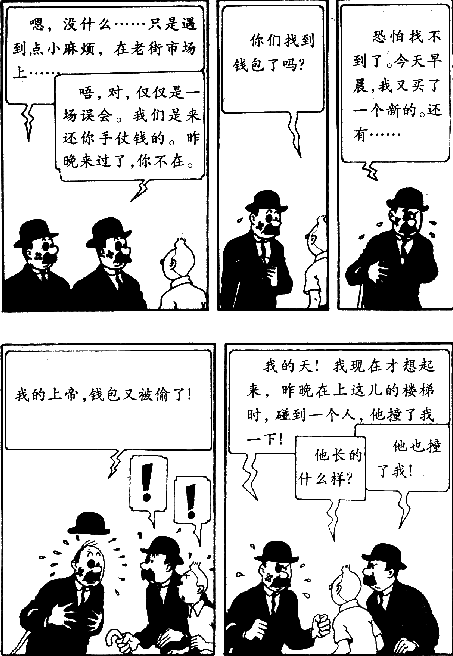 嗯，没什么……只是遇
到点小麻烦，在老街市场
上……
唔，对，仅仅是一
场误会。我们是来
还你手仗钱的。昨
晚来过了，你不在。
你们找到
钱包了吗？
恐怕找不
到了。今天早
晨，我又买了
一个新的。还
有……
我的上帝，钱包又被偷了！
！
！
我的天！我现在才想起
来，昨晚在上这儿的楼梯
时，碰到一个人，他撞了我
一下！
他长的
什么样？
他也撞
了我！